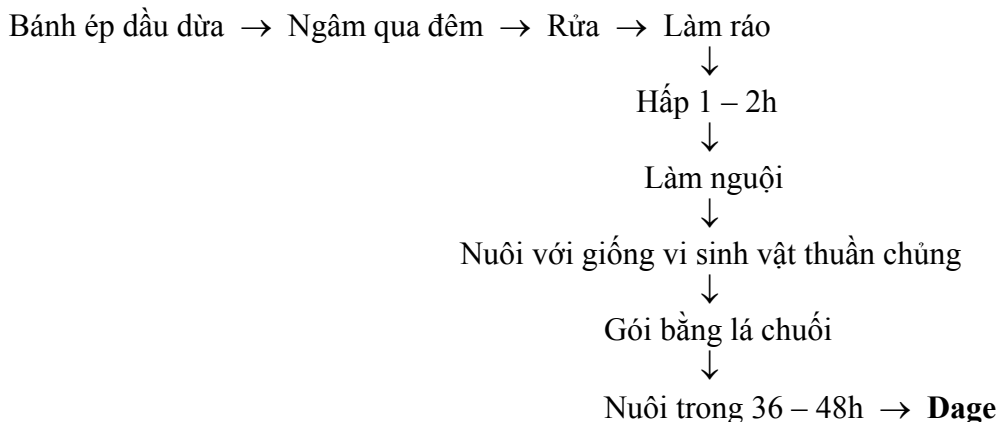 Bánh ép dầu dừa → Ngâm qua đêm → Rửa → Làm ráo
↓
Hấp 1 – 2h
↓
Làm nguội
↓
Nuôi với giống vi sinh vật thuần chủng
↓
Gói bằng lá chuối
↓
Nuôi trong 36 – 48h → Dage